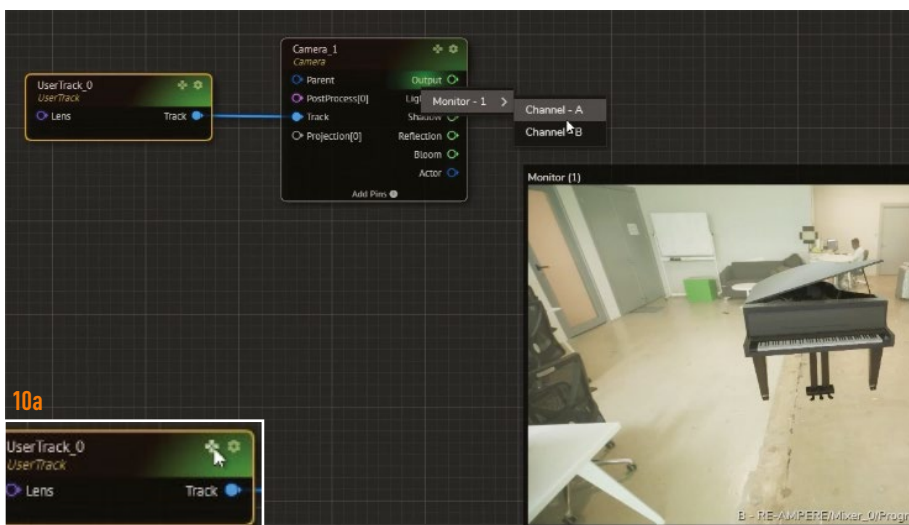 Camera_1
Camera
UserTrack_0
UserTrack
Parent
Output
PostProcess[0]
Monitor - 1 >
Channel - A
Lens
Track
Track
Shadow
Channel - B
Projection[0]
Reflection
Bloom
Actor
Add Pins
Monitor (1)
10a
UserTrack_0
UserTrack
Lens
Track
B - RE-AMPERE/Mixer_0/Progr